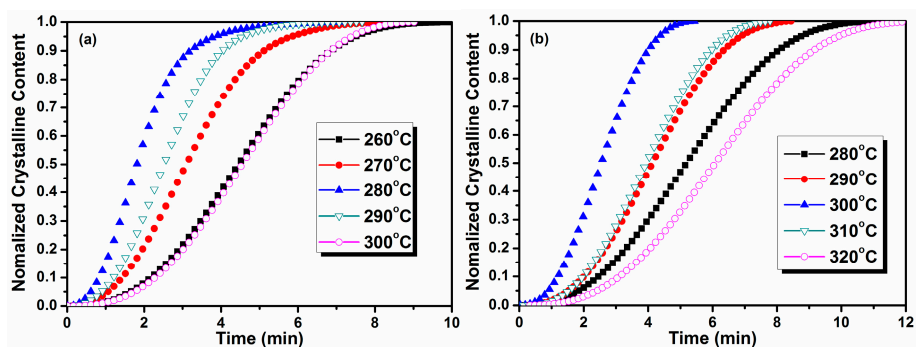 (a)
Nomalized Crystalline Content
1.0
0.9
0.8
0.7
0.6
0.5
0.4
0.3
0.2
0.1
0.0
260°C
270°C
280°C
290°C
300°C
0 2 4 6 8 10
Time (min)
(b)
Nomalized Crystalline Content
1.0
0.9
0.8
0.7
0.6
0.5
0.4
0.3
0.2
0.1
0.0
280°C
290°C
300°C
310°C
320°C
0 2 4 6 8 10 12
Time (min)